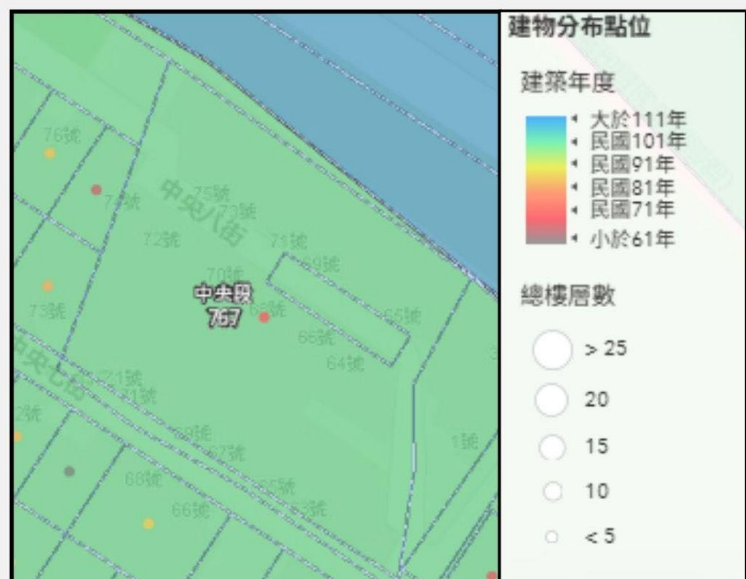 建物分布點位
建築年度
大於111年
民國101年
民國91年
民國81年
民國71年
小於61年
總樓層數
> 25
20
15
10
< 5
76號
74號
中央八街
75號
73號
72號
71號
69號
70號
中央段
767
68號
65號
66號
64號
73號
中央七街
71號
71號
69號
67號
1號
68號
65號
66號
63號